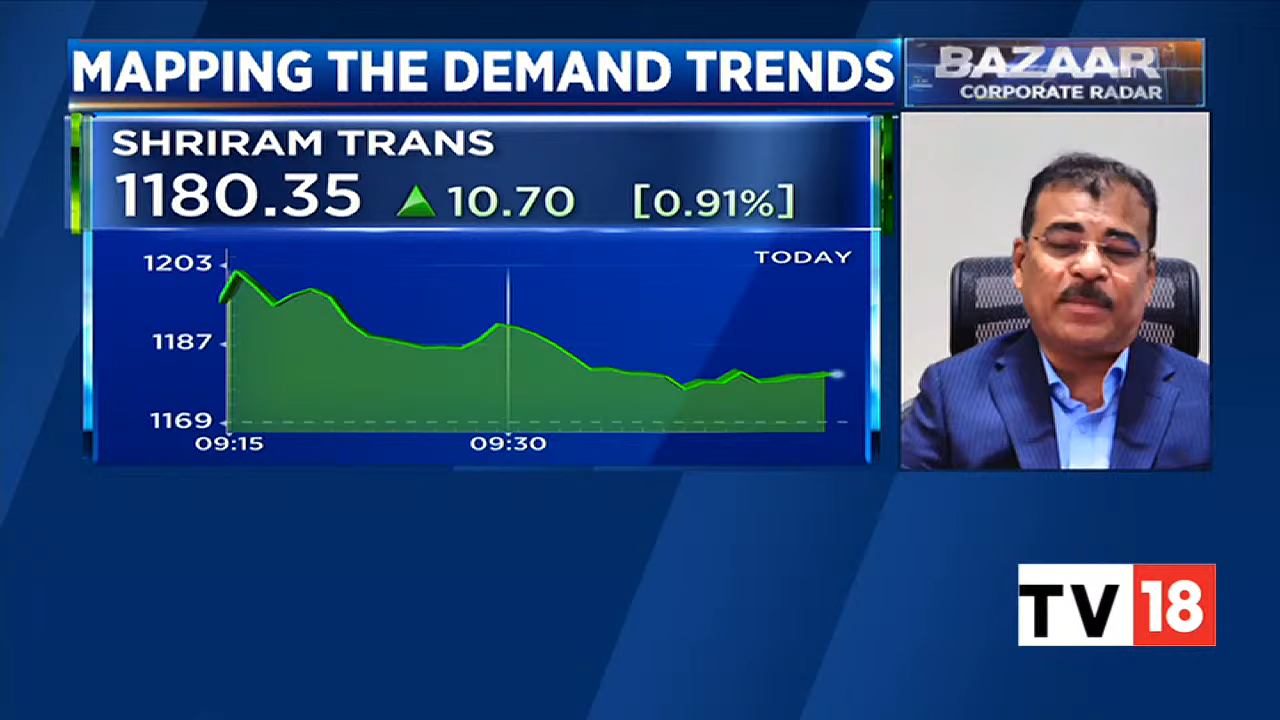 MAPPING THE DEMAND TRENDS
BAZAAR
CORPORATE RADAR
SHRIRAM TRANS
1180.35 ▲ 10.70 [0.91%]
TODAY
1203
1187
1169
09:15 09:30
TV18